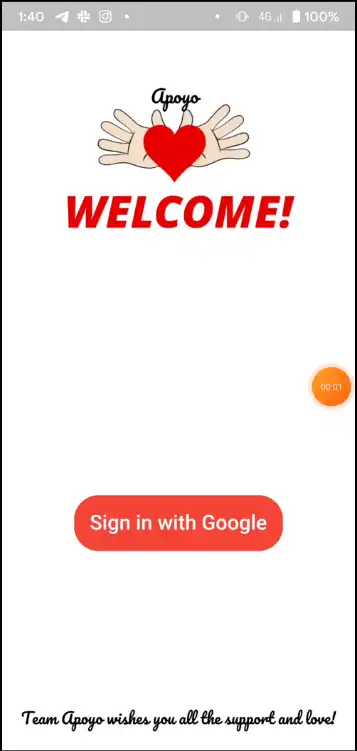 1:40
4G
100%
Apoyo
WELCOME!
00:01
Sign in with Google
Team Apoyo wishes you all the support and love!